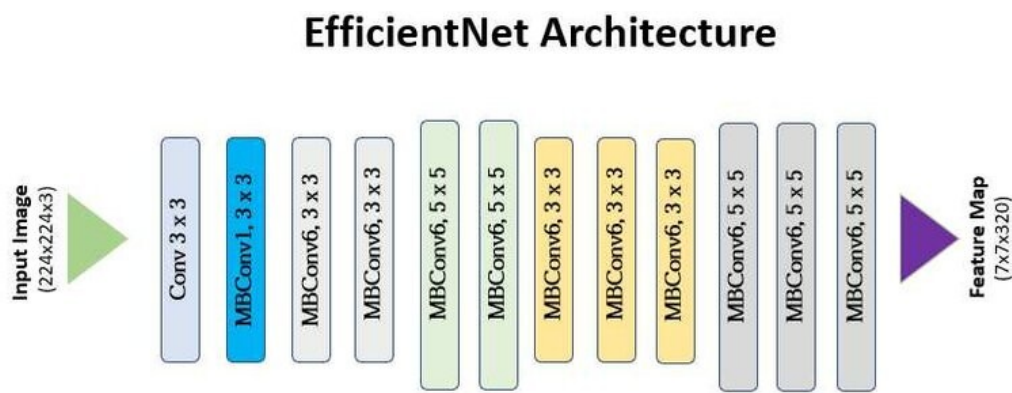 EfficientNet Architecture
Input Image
(224x224x3)
Conv 3 x 3
MBConv1, 3 x 3
MBConv6, 3 x 3
MBConv6, 3 x 3
MBConv6, 5 x 5
MBConv6, 5 x 5
MBConv6, 3 x 3
MBConv6, 3 x 3
MBConv6, 3 x 3
MBConv6, 5 x 5
MBConv6, 5 x 5
MBConv6, 5 x 5
Feature Map
(7x7x320)